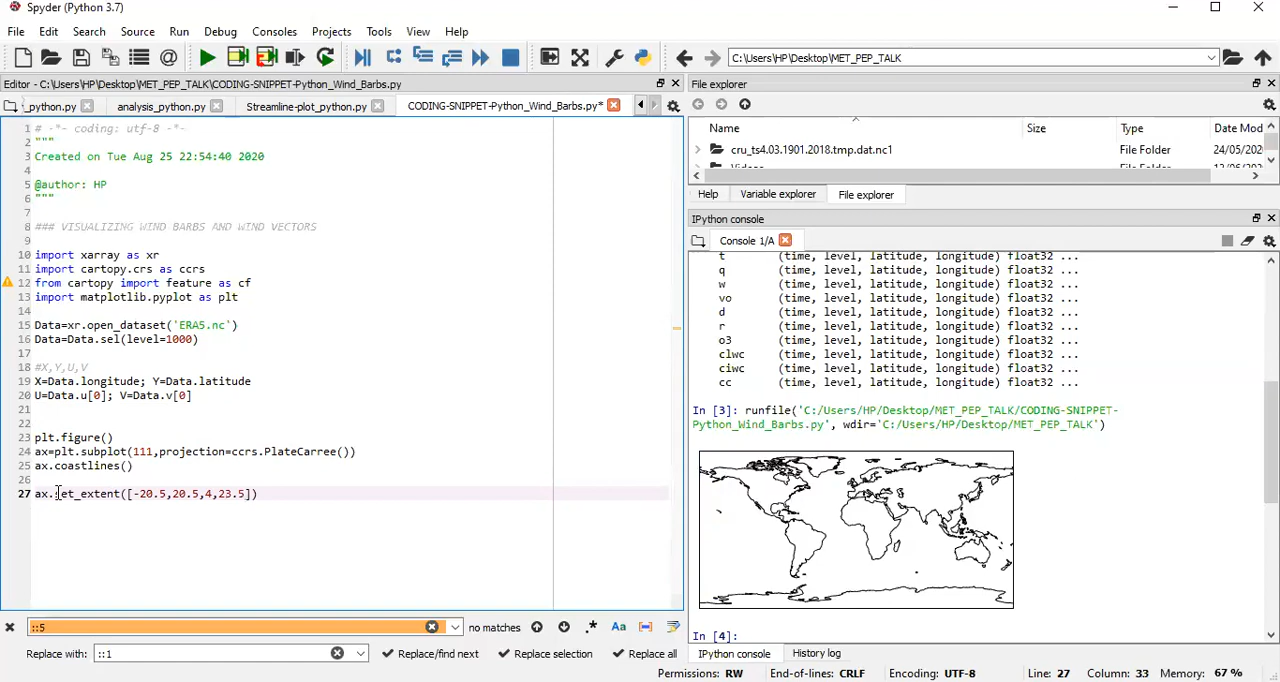 Spyder (Python 3.7)
File Edit Search Source Run Debug Consoles Projects Tools View Help
C:\Users\HP\Desktop\MET_PEP_TALK
Editor - C:\Users\HP\Desktop\MET_PEP_TALK\CODING-SNIPPET-Python_Wind_Barbs.py
_python.py analysis_python.py Streamline-plot_python.py CODING-SNIPPET-Python_Wind_Barbs.py*
1 # -*- coding: utf-8 -*-
2 """
3 Created on Tue Aug 25 22:54:40 2020
4
5 @author: HP
6 """
7
8 ### VISUALIZING WIND BARBS AND WIND VECTORS
9
10 import xarray as xr
11 import cartopy.crs as ccrs
12 from cartopy import feature as cf
13 import matplotlib.pyplot as plt
14
15 Data=xr.open_dataset('ERA5.nc')
16 Data=Data.sel(level=1000)
17
18 #X,Y,U,V
19 X=Data.longitude; Y=Data.latitude
20 U=Data.u[0]; V=Data.v[0]
21
22
23 plt.figure()
24 ax=plt.subplot(111,projection=ccrs.PlateCarree())
25 ax.coastlines()
26
27 ax.set_extent([-20.5,20.5,4,23.5])
::5 no matches .* Aa
Replace with: ::1 Replace/find next Replace selection Replace all
File explorer
Name Size Type Date Mod
cru_ts4.03.1901.2018.tmp.dat.nc1 File Folder 24/05/202
Videos File Folder
Help Variable explorer File explorer
IPython console
Console 1/A
t (time, level, latitude, longitude) float32 ...
q (time, level, latitude, longitude) float32 ...
w (time, level, latitude, longitude) float32 ...
vo (time, level, latitude, longitude) float32 ...
d (time, level, latitude, longitude) float32 ...
r (time, level, latitude, longitude) float32 ...
o3 (time, level, latitude, longitude) float32 ...
clwc (time, level, latitude, longitude) float32 ...
ciwc (time, level, latitude, longitude) float32 ...
cc (time, level, latitude, longitude) float32 ...
In [3]: runfile('C:/Users/HP/Desktop/MET_PEP_TALK/CODING-SNIPPET-
Python_Wind_Barbs.py', wdir='C:/Users/HP/Desktop/MET_PEP_TALK')
In [4]:
IPython console History log
Permissions: RW End-of-lines: CRLF Encoding: UTF-8 Line: 27 Column: 33 Memory: 67 %